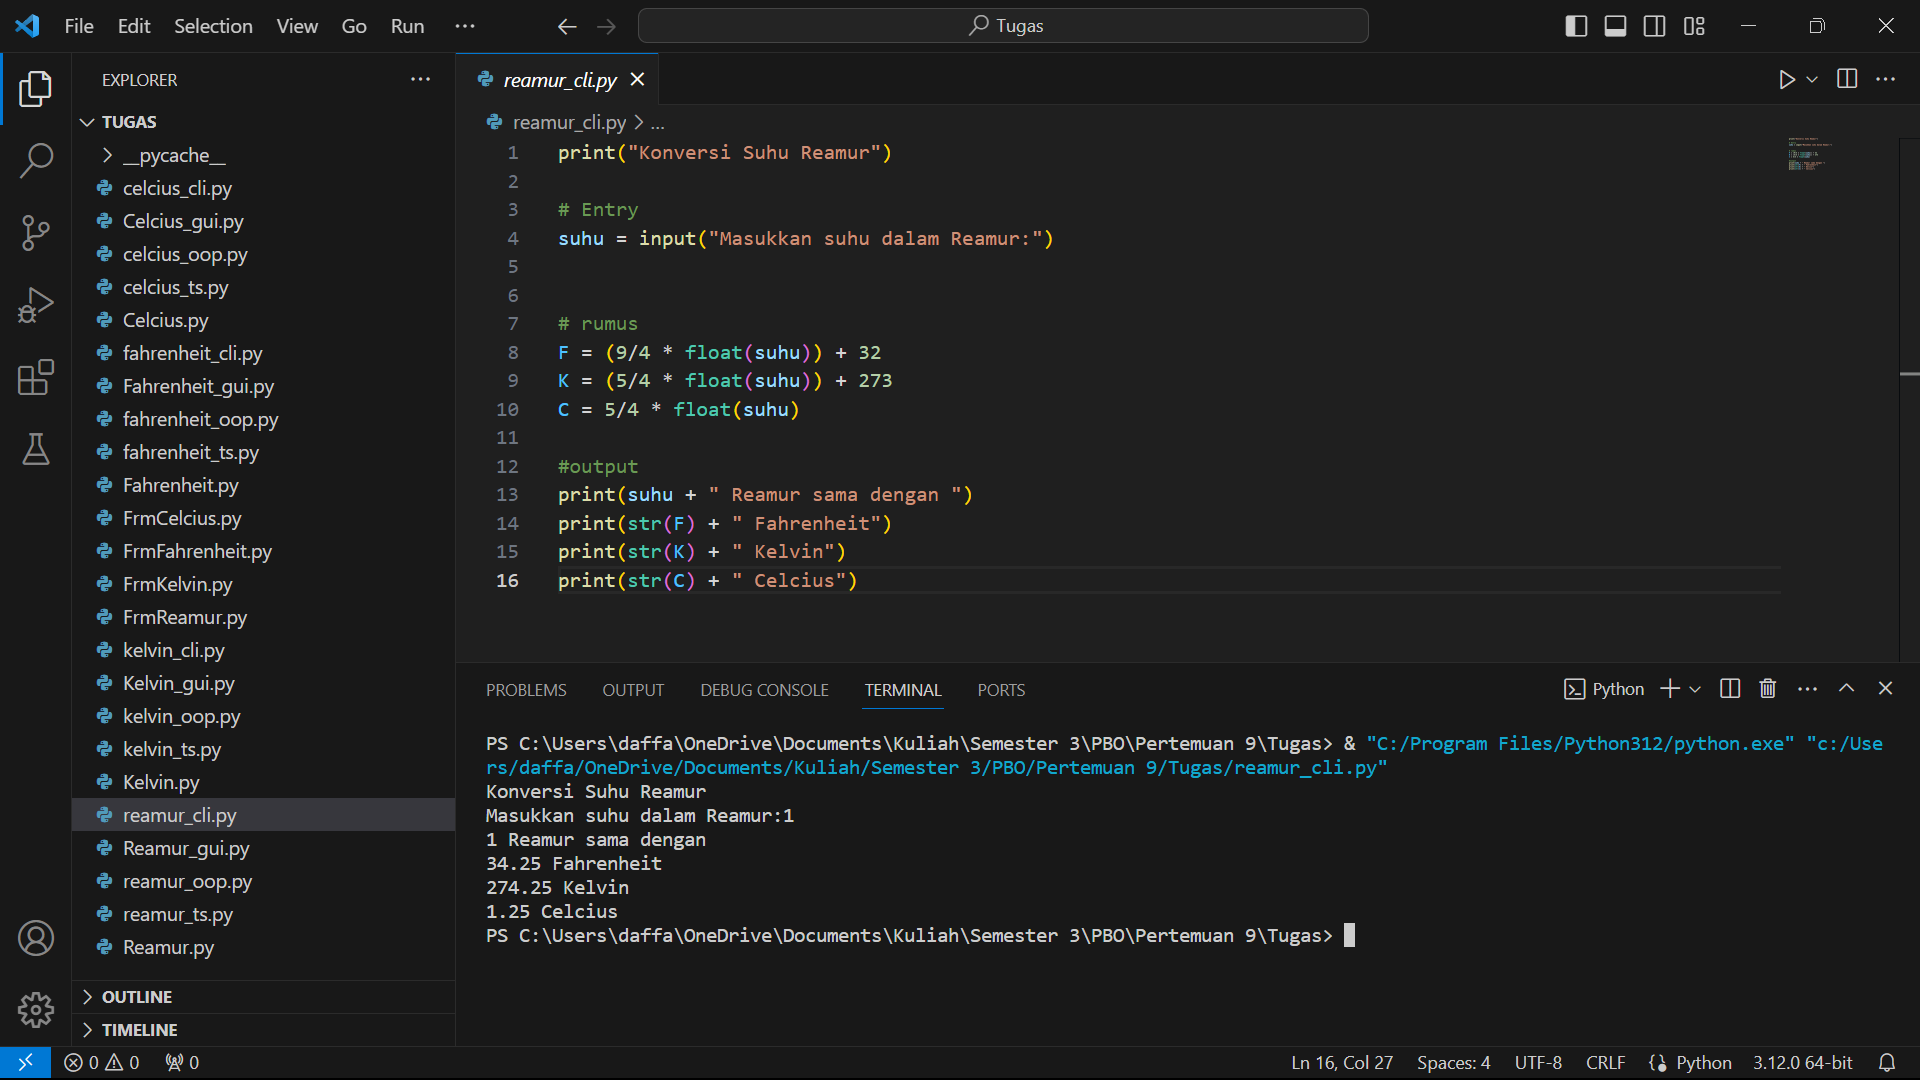 File Edit Selection View Go Run ···
Tugas
EXPLORER ···
TUGAS
__pycache__
celcius_cli.py
Celcius_gui.py
celcius_oop.py
celcius_ts.py
Celcius.py
fahrenheit_cli.py
Fahrenheit_gui.py
fahrenheit_oop.py
fahrenheit_ts.py
Fahrenheit.py
FrmCelcius.py
FrmFahrenheit.py
FrmKelvin.py
FrmReamur.py
kelvin_cli.py
Kelvin_gui.py
kelvin_oop.py
kelvin_ts.py
Kelvin.py
reamur_cli.py
Reamur_gui.py
reamur_oop.py
reamur_ts.py
Reamur.py
OUTLINE
TIMELINE
reamur_cli.py
reamur_cli.py > ...
1 print("Konversi Suhu Reamur")
2
3 # Entry
4 suhu = input("Masukkan suhu dalam Reamur:")
5
6
7 # rumus
8 F = (9/4 * float(suhu)) + 32
9 K = (5/4 * float(suhu)) + 273
10 C = 5/4 * float(suhu)
11
12 #output
13 print(suhu + " Reamur sama dengan ")
14 print(str(F) + " Fahrenheit")
15 print(str(K) + " Kelvin")
16 print(str(C) + " Celcius")
PROBLEMS OUTPUT DEBUG CONSOLE TERMINAL PORTS
Python
PS C:\Users\daffa\OneDrive\Documents\Kuliah\Semester 3\PBO\Pertemuan 9\Tugas> & "C:/Program Files/Python312/python.exe" "c:/Use
rs/daffa/OneDrive/Documents/Kuliah/Semester 3/PBO/Pertemuan 9/Tugas/reamur_cli.py"
Konversi Suhu Reamur
Masukkan suhu dalam Reamur:1
1 Reamur sama dengan
34.25 Fahrenheit
274.25 Kelvin
1.25 Celcius
PS C:\Users\daffa\OneDrive\Documents\Kuliah\Semester 3\PBO\Pertemuan 9\Tugas>
0 0 0
Ln 16, Col 27 Spaces: 4 UTF-8 CRLF Python 3.12.0 64-bit